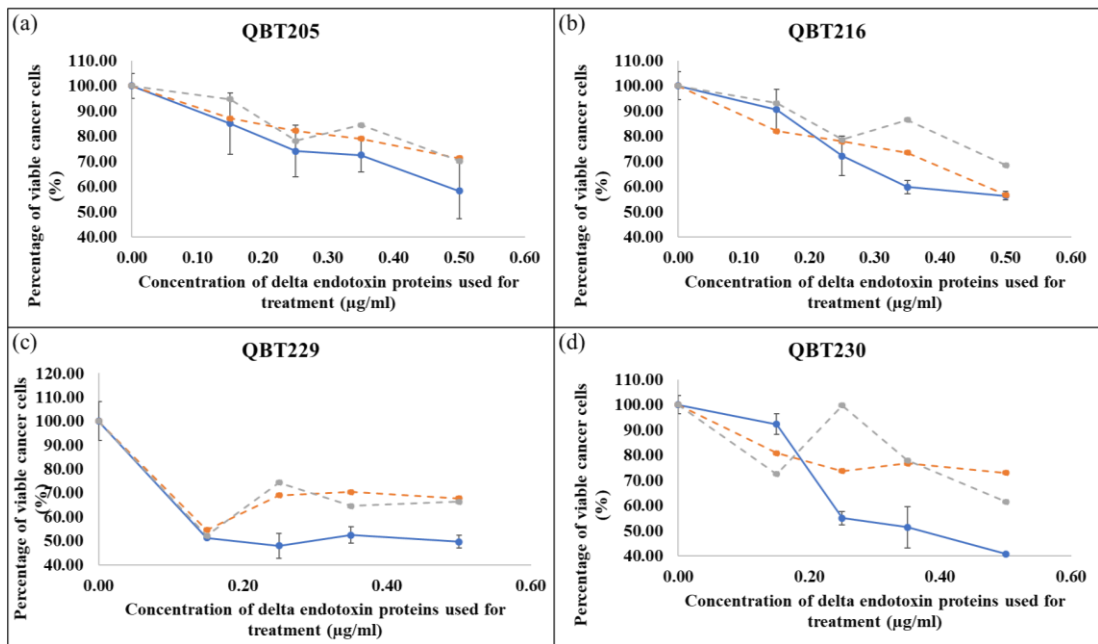 (a)
QBT205
Percentage of viable cancer cells
(%)
110.00
100.00
90.00
80.00
70.00
60.00
50.00
40.00
0.00 0.10 0.20 0.30 0.40 0.50 0.60
Concentration of delta endotoxin proteins used for
treatment (µg/ml)
(b)
QBT216
Percentage of viable cancer cells
(%)
110.00
100.00
90.00
80.00
70.00
60.00
50.00
40.00
0.00 0.10 0.20 0.30 0.40 0.50 0.60
Concentration of delta endotoxin proteins used for
treatment (µg/ml)
(c)
QBT229
Percentage of viable cancer cells
(%)
120.00
110.00
100.00
90.00
80.00
70.00
60.00
50.00
40.00
0.00 0.20 0.40 0.60
Concentration of delta endotoxin proteins used for
treatment (µg/ml)
(d)
QBT230
Percentage of viable cancer cells
(%)
110.00
100.00
90.00
80.00
70.00
60.00
50.00
40.00
0.00 0.20 0.40 0.60
Concentration of delta endotoxin proteins used for
treatment (µg/ml)